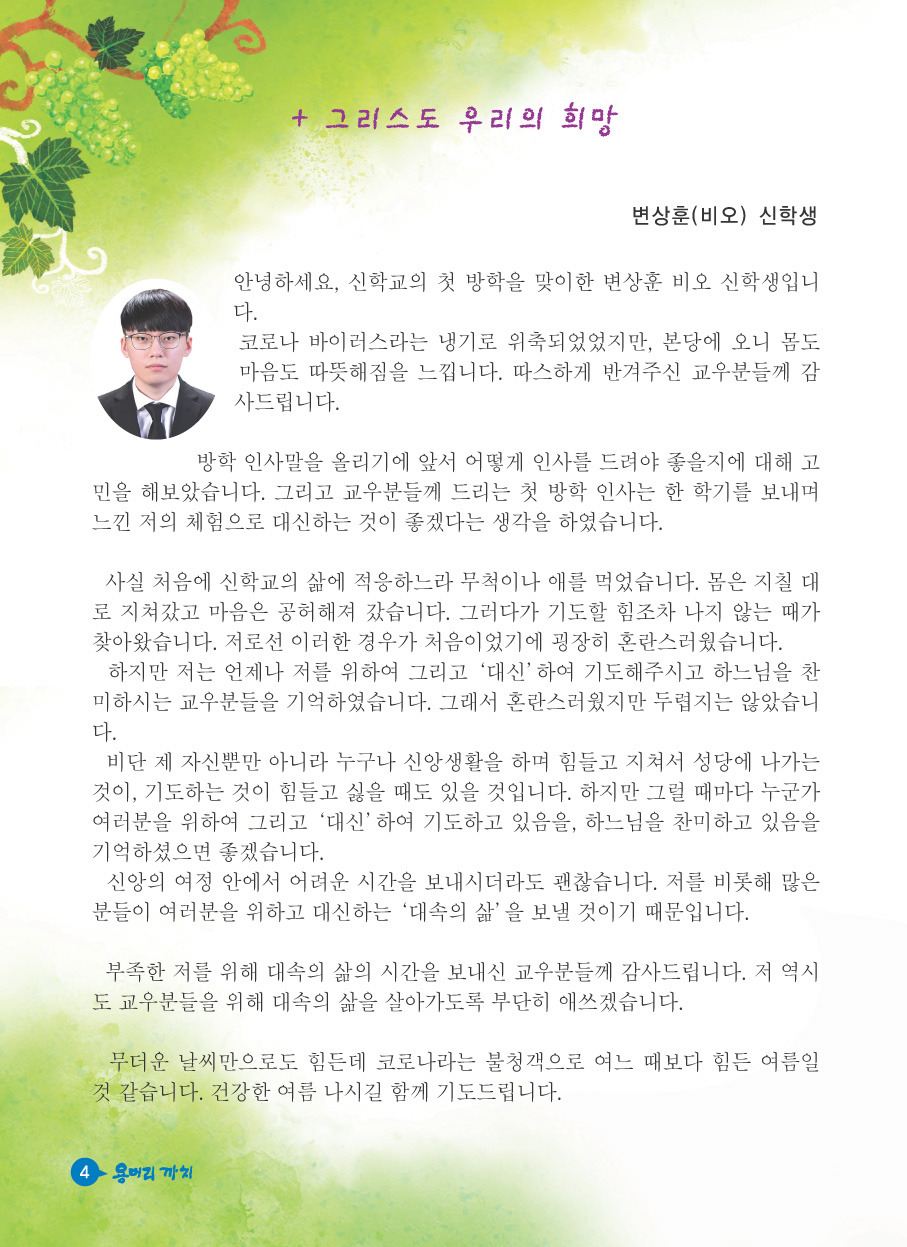 + 그리스도 우리의 희망
변상훈(비오) 신학생
안녕하세요, 신학교의 첫 방학을 맞이한 변상훈 비오 신학생입니
다.
코로나 바이러스라는 냉기로 위축되었었지만, 본당에 오니 몸도
마음도 따뜻해짐을 느낍니다. 따스하게 반겨주신 교우분들께 감
사드립니다.
방학 인사말을 올리기에 앞서 어떻게 인사를 드려야 좋을지에 대해 고
민을 해보았습니다. 그리고 교우분들께 드리는 첫 방학 인사는 한 학기를 보내며
느낀 저의 체험으로 대신하는 것이 좋겠다는 생각을 하였습니다.
사실 처음에 신학교의 삶에 적응하느라 무척이나 애를 먹었습니다. 몸은 지칠 대
로 지쳐갔고 마음은 공허해져 갔습니다. 그러다가 기도할 힘조차 나지 않는 때가
찾아왔습니다. 저로선 이러한 경우가 처음이었기에 굉장히 혼란스러웠습니다.
하지만 저는 언제나 저를 위하여 그리고 ‘대신’하여 기도해주시고 하느님을 찬
미하시는 교우분들을 기억하였습니다. 그래서 혼란스러웠지만 두렵지는 않았습니
다.
비단 제 자신뿐만 아니라 누구나 신앙생활을 하며 힘들고 지쳐서 성당에 나가는
것이, 기도하는 것이 힘들고 싫을 때도 있을 것입니다. 하지만 그럴 때마다 누군가
여러분을 위하여 그리고 ‘대신’하여 기도하고 있음을, 하느님을 찬미하고 있음을
기억하셨으면 좋겠습니다.
신앙의 여정 안에서 어려운 시간을 보내시더라도 괜찮습니다. 저를 비롯해 많은
분들이 여러분을 위하고 대신하는 ‘대속의 삶’을 보낼 것이기 때문입니다.
부족한 저를 위해 대속의 삶의 시간을 보내신 교우분들께 감사드립니다. 저 역시
도 교우분들을 위해 대속의 삶을 살아가도록 부단히 애쓰겠습니다.
무더운 날씨만으로도 힘든데 코로나라는 불청객으로 여느 때보다 힘든 여름일
것 같습니다. 건강한 여름 나시길 함께 기도드립니다.
4 용머리 까치